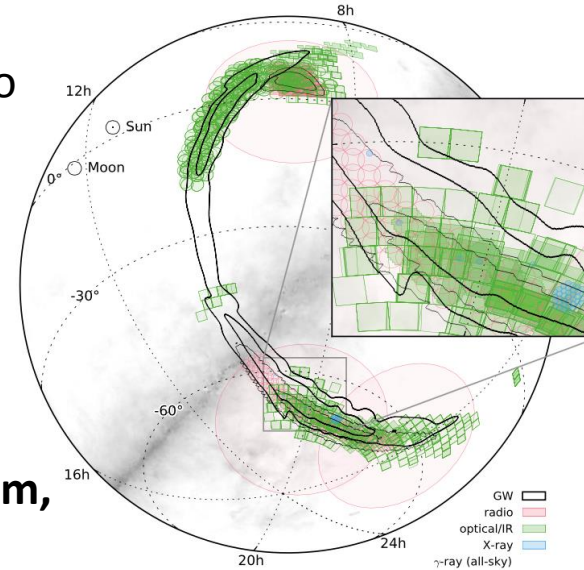 8h
o
12h
Sun
Moon
0°
-30°
-60°
16h
m,
20h
24h
GW
radio
optical/IR
X-ray
γ-ray (all-sky)